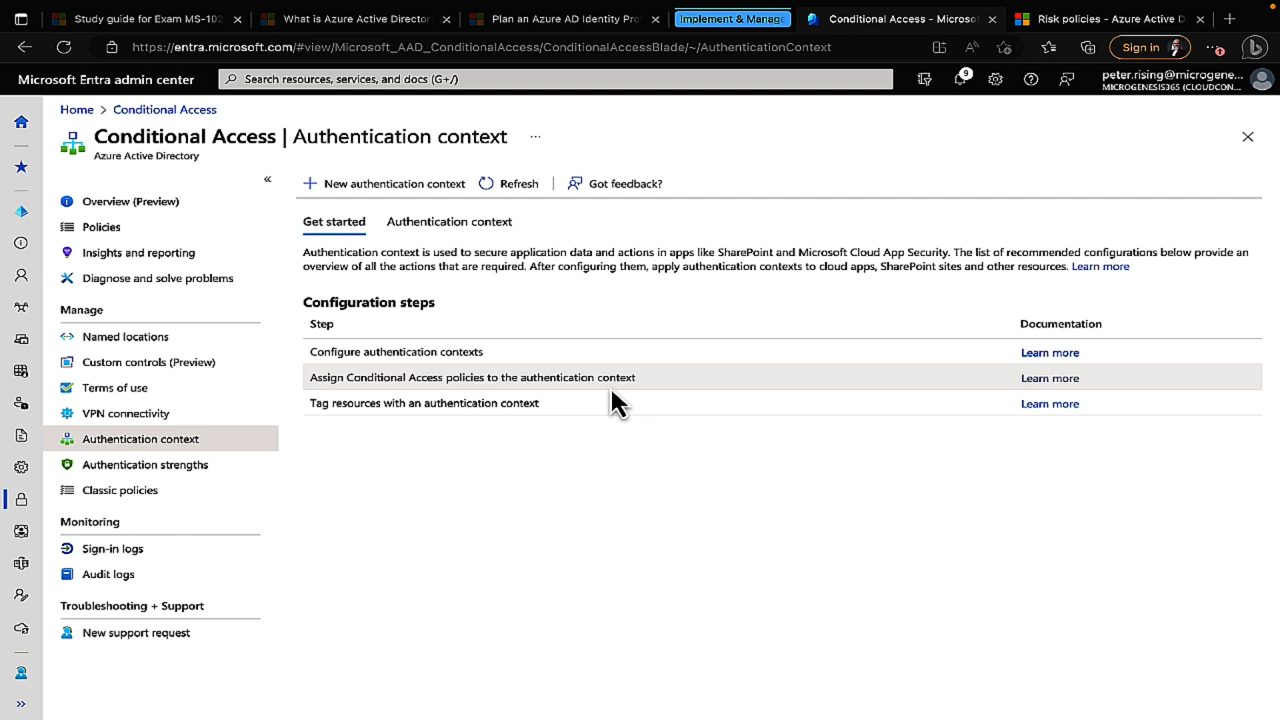 Study guide for Exam MS-102
What is Azure Active Director
Plan an Azure AD Identity Pro
Implement & Manage
Conditional Access - Microsof
Risk policies - Azure Active D
https://entra.microsoft.com/#view/Microsoft_AAD_ConditionalAccess/ConditionalAccessBlade/~/AuthenticationContext
Sign in
Microsoft Entra admin center
Search resources, services, and docs (G+/)
9
peter.rising@microgene...
MICROGENESIS365 (CLOUDCON...
Home > Conditional Access
Conditional Access | Authentication context ...
Azure Active Directory
«
Overview (Preview)
Policies
Insights and reporting
Diagnose and solve problems
Manage
Named locations
Custom controls (Preview)
Terms of use
VPN connectivity
Authentication context
Authentication strengths
Classic policies
Monitoring
Sign-in logs
Audit logs
Troubleshooting + Support
New support request
»
New authentication context
Refresh
Got feedback?
Get started
Authentication context
Authentication context is used to secure application data and actions in apps like SharePoint and Microsoft Cloud App Security. The list of recommended configurations below provide an
overview of all the actions that are required. After configuring them, apply authentication contexts to cloud apps, SharePoint sites and other resources. Learn more
Configuration steps
Step Documentation
Configure authentication contexts Learn more
Assign Conditional Access policies to the authentication context Learn more
Tag resources with an authentication context Learn more